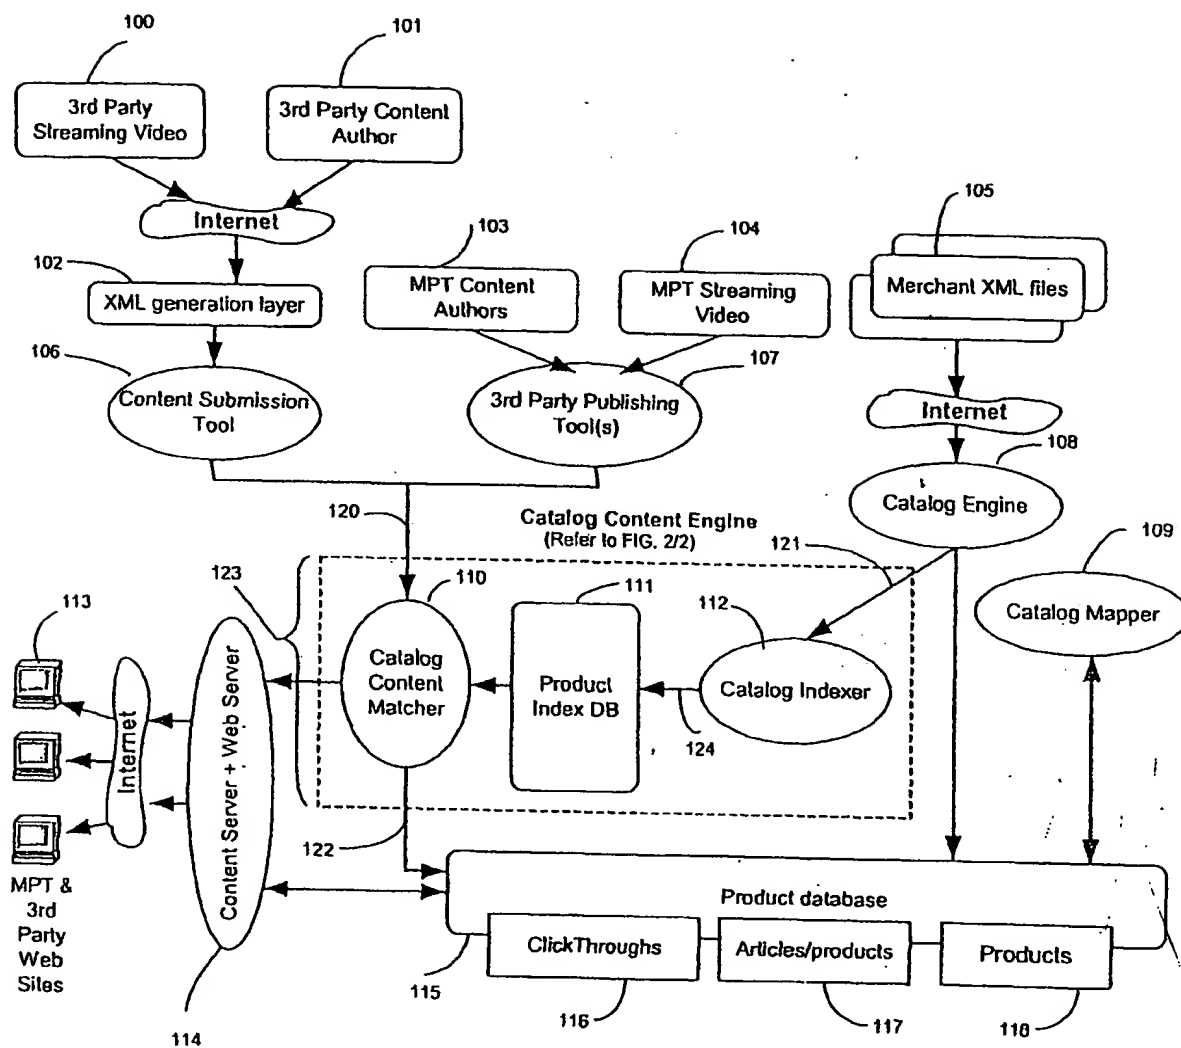 100
101
3rd Party
Streaming Video
3rd Party Content
Author
Internet
102
XML generation layer
103
104
MPT Content
Authors
MPT Streaming
Video
105
Merchant XML files
106
Content Submission
Tool
107
3rd Party Publishing
Tool(s)
Internet
108
Catalog Engine
120
Catalog Content Engine
(Refer to FIG. 2/2)
121
109
Catalog Mapper
123
110
111
112
113
Catalog
Content
Matcher
Product
Index DB
Catalog Indexer
124
Internet
Content Server + Web Server
122
MPT &
3rd
Party
Web
Sites
Product database
ClickThroughs
Articles/products
Products
115
114
116
117
118